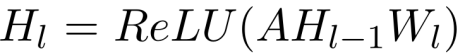 $H_l = ReLU(AH_{l-1}W_l)$